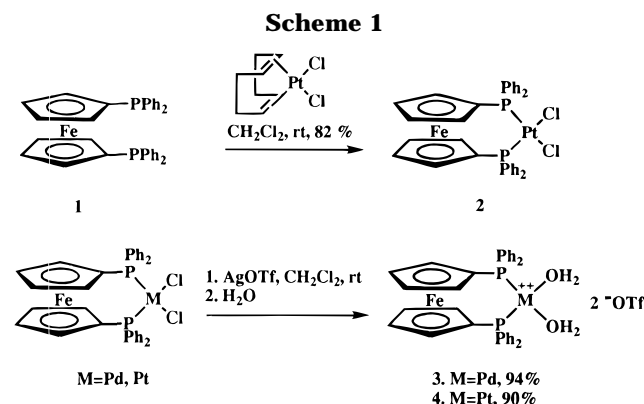 Scheme 1
PPh2
Fe
PPh2
1
Pt
Cl
Cl
CH2Cl2, rt, 82 %
Ph2
P
Fe
Pt
Cl
Cl
P
Ph2
2
Ph2
P
Fe
M
Cl
Cl
P
Ph2
M=Pd, Pt
1. AgOTf, CH2Cl2, rt
2. H2O
Ph2
P
Fe
++
M
OH2
OH2
P
Ph2
2 ⁻OTf
3. M=Pd, 94%
4. M=Pt, 90%